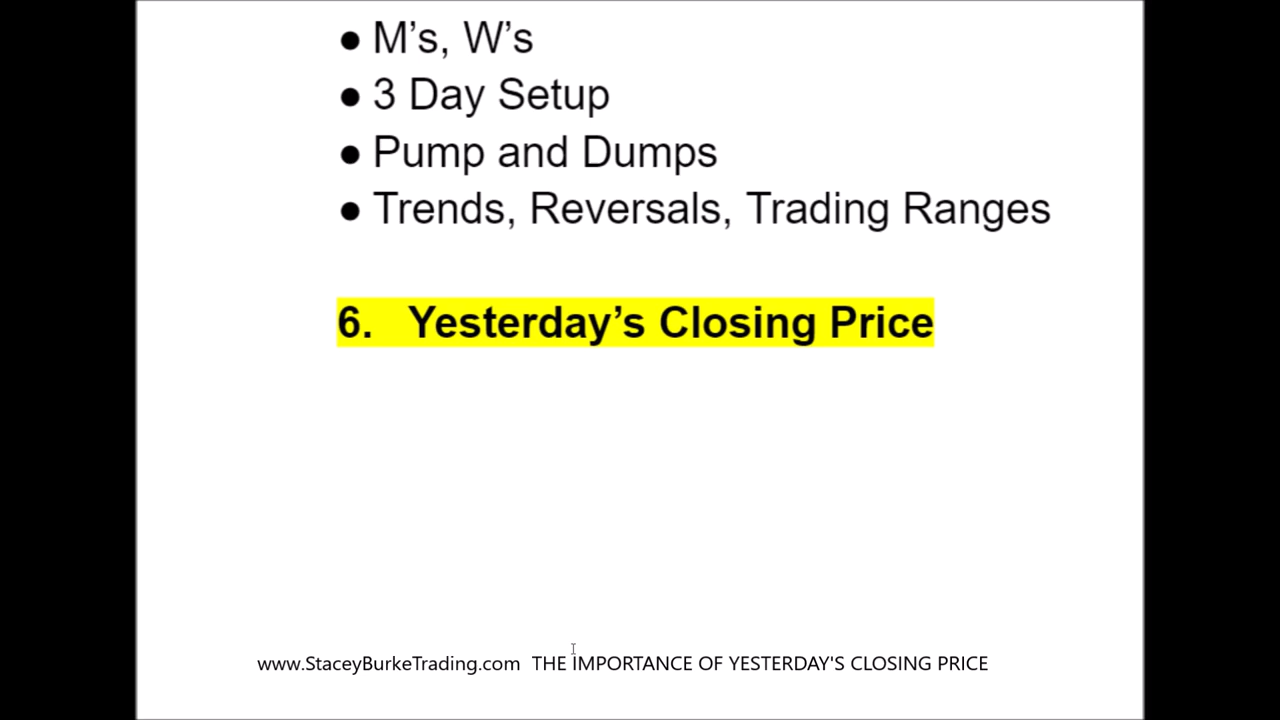 ● M’s, W’s
● 3 Day Setup
● Pump and Dumps
● Trends, Reversals, Trading Ranges
6. Yesterday’s Closing Price
www.StaceyBurkeTrading.com THE IMPORTANCE OF YESTERDAY'S CLOSING PRICE